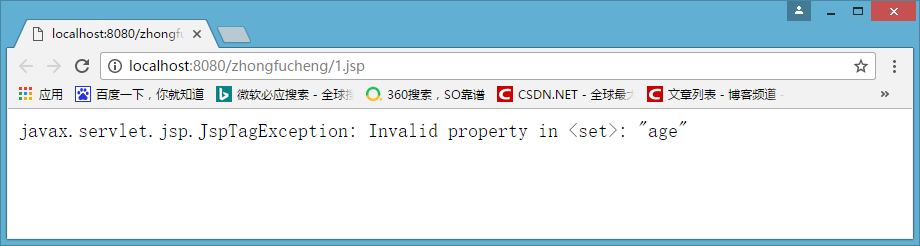 localhost:8080/zhongfu
localhost:8080/zhongfucheng/1.jsp
应用 百度一下，你就知道 微软必应搜索 - 全球 360搜索，SO靠谱 CSDN.NET - 全球最 文章列表 - 博客频道 - »
javax.servlet.jsp.JspTagException: Invalid property in <set>: "age"